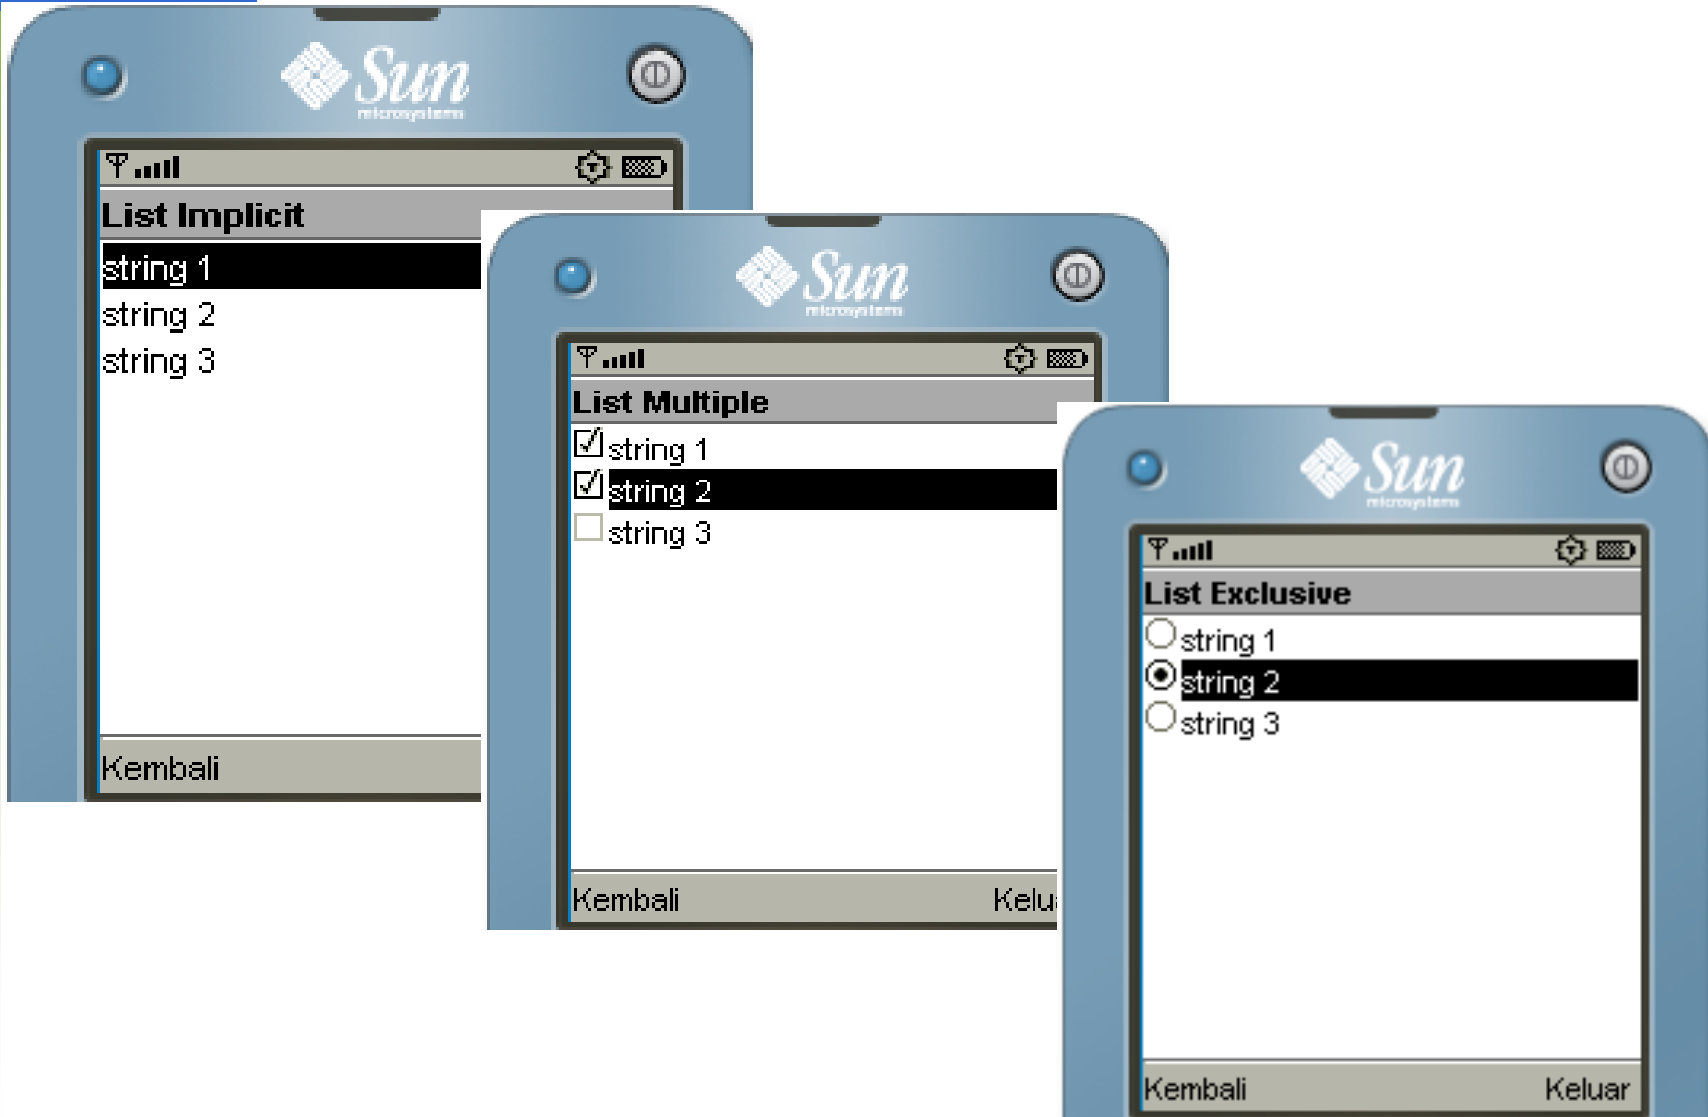 Sun
microsystems
List Implicit
string 1
string 2
string 3
Kembali
Sun
microsystems
List Multiple
string 1
string 2
string 3
Kembali
Sun
microsystems
List Exclusive
string 1
string 2
string 3
Kembali Keluar